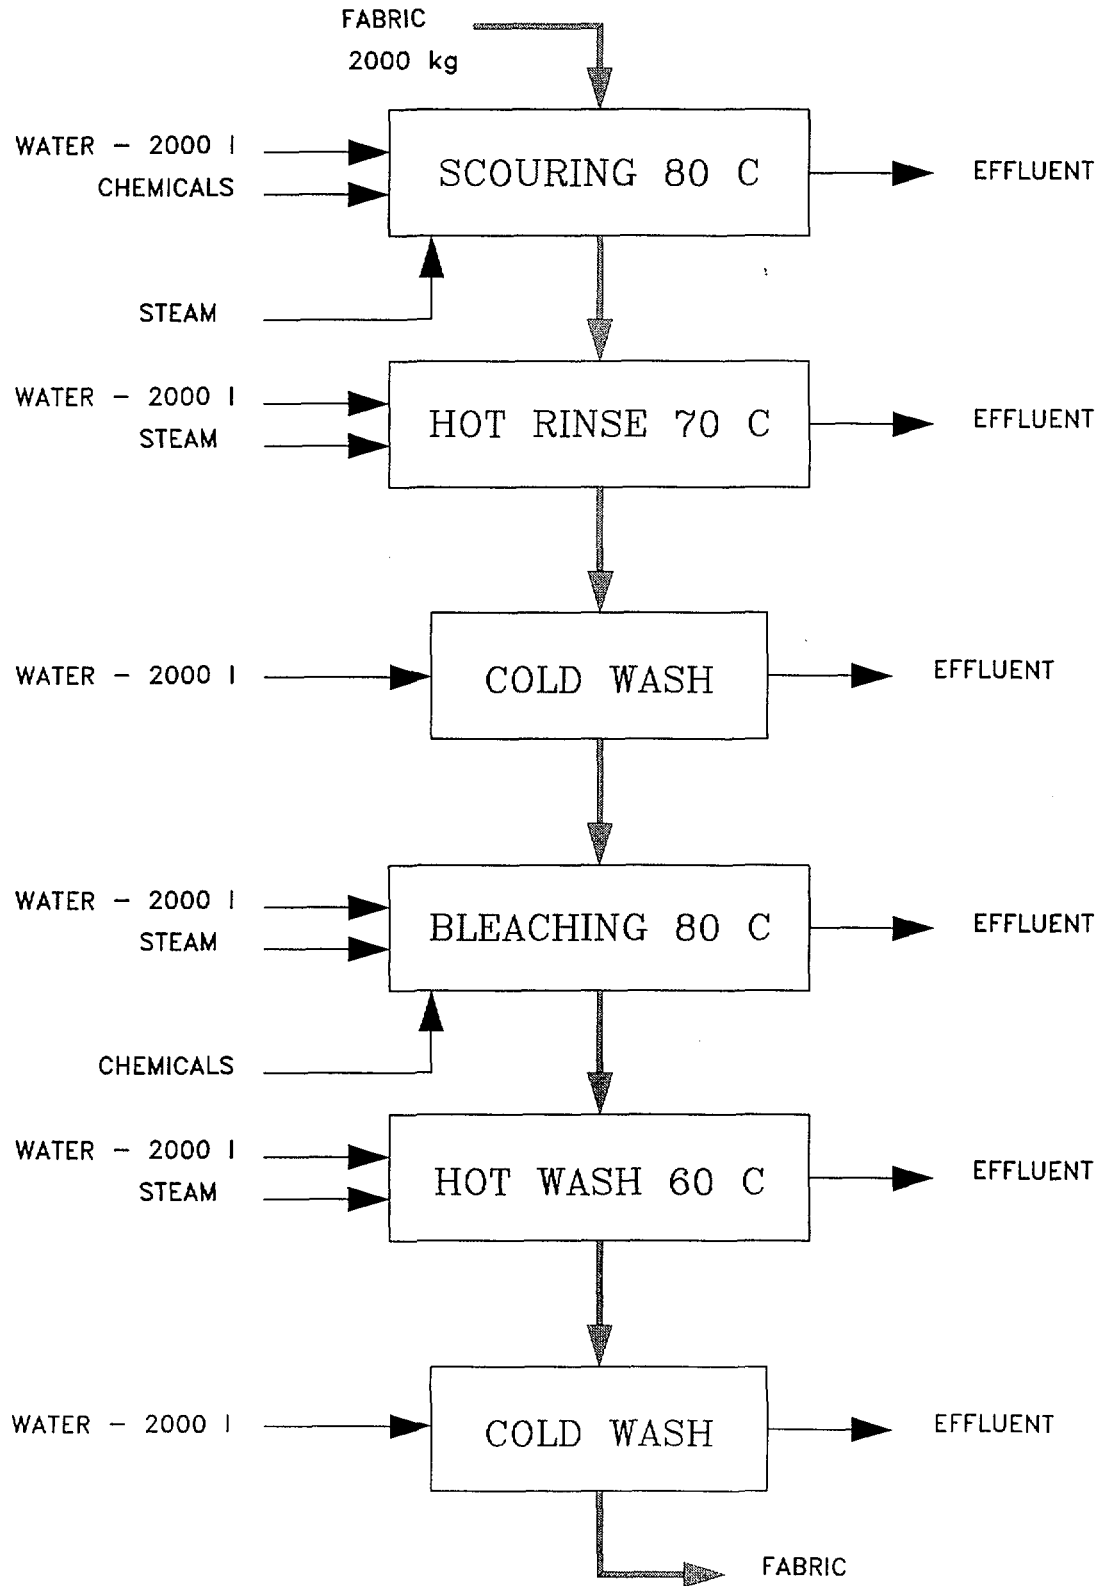 FABRIC
2000 kg
WATER - 2000 l
CHEMICALS
SCOURING 80 C
EFFLUENT
STEAM
WATER - 2000 l
STEAM
HOT RINSE 70 C
EFFLUENT
WATER - 2000 l
COLD WASH
EFFLUENT
WATER - 2000 l
STEAM
BLEACHING 80 C
EFFLUENT
CHEMICALS
WATER - 2000 l
STEAM
HOT WASH 60 C
EFFLUENT
WATER - 2000 l
COLD WASH
EFFLUENT
FABRIC